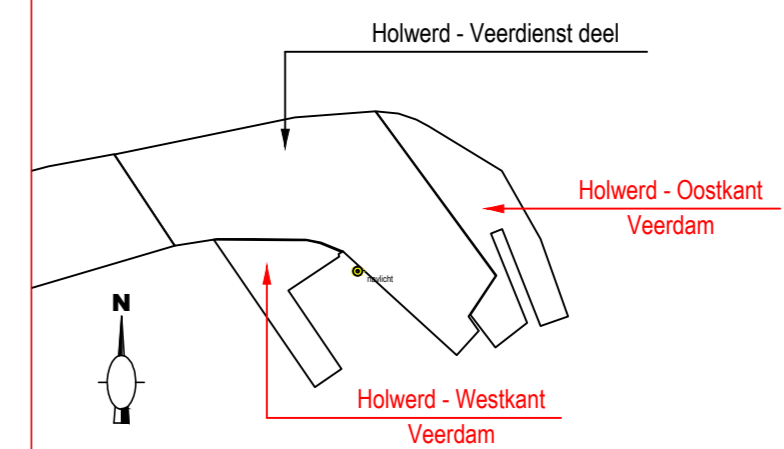 Holwerd - Veerdienst deel
Holwerd - Oostkant
Veerdam
navlicht
N
Holwerd - Westkant
Veerdam